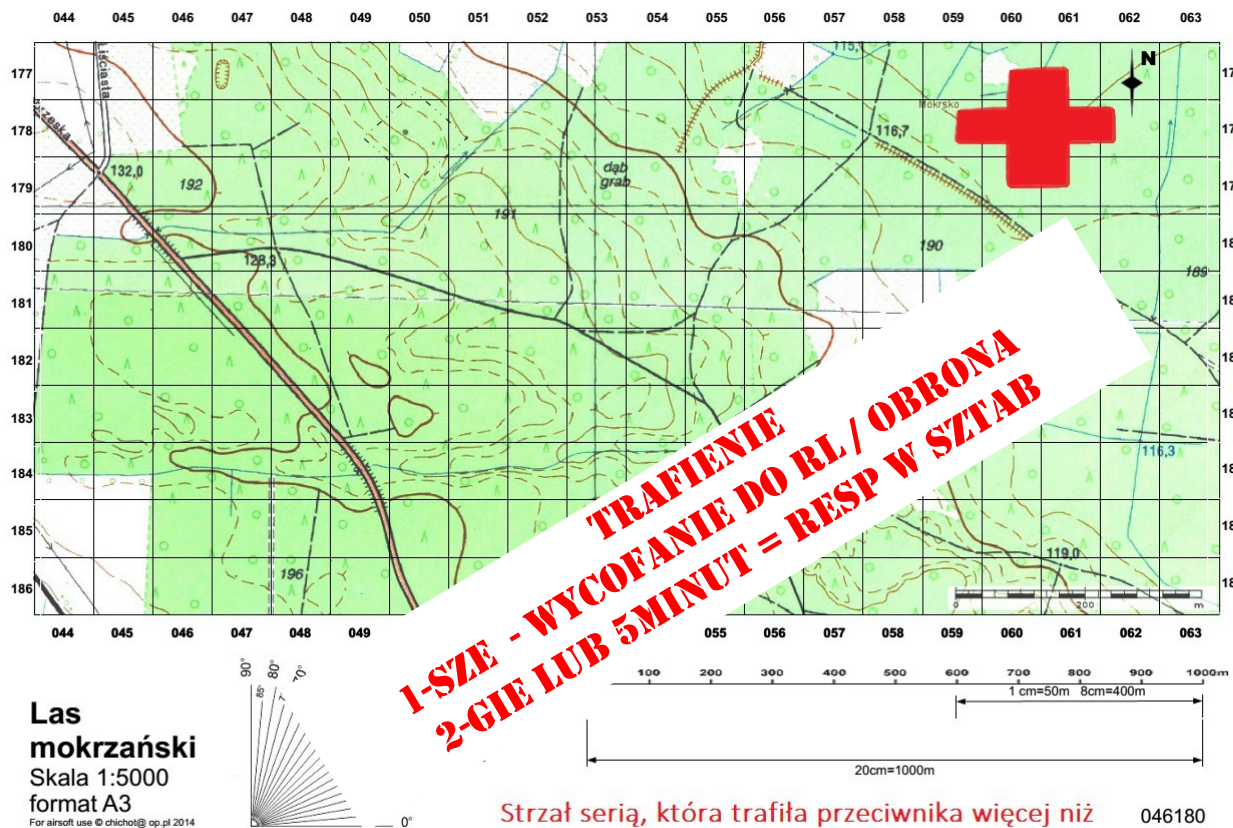 044 045 046 047 048 049 050 051 052 053 054 055 056 057 058 059 060 061 062 063
177
178
179
180
181
182
183
184
185
186
Liściasta
115,
N
Mokrsko
116,7
132,0
192
dąb
grab
191
190
128,3
189
TRAFIENIE
1-SZE - WYCOFANIE DO RL / OBRONA
2-GIE LUB 5MINUT = RESP W SZTAB
116,3
196
119,0
0 200 m
044 045 046 047 048 049 055 056 057 058 059 060 061 062 063
90°
85°
80°
70°
0°
100 200 300 400 500 600 700 800 900 1000m
1 cm=50m 8cm=400m
20cm=1000m
Las
mokrzański
Skala 1:5000
format A3
For airsoft use © chichot@ op.pl 2014
Strzał serią, która trafiła przeciwnika więcej niż
046180